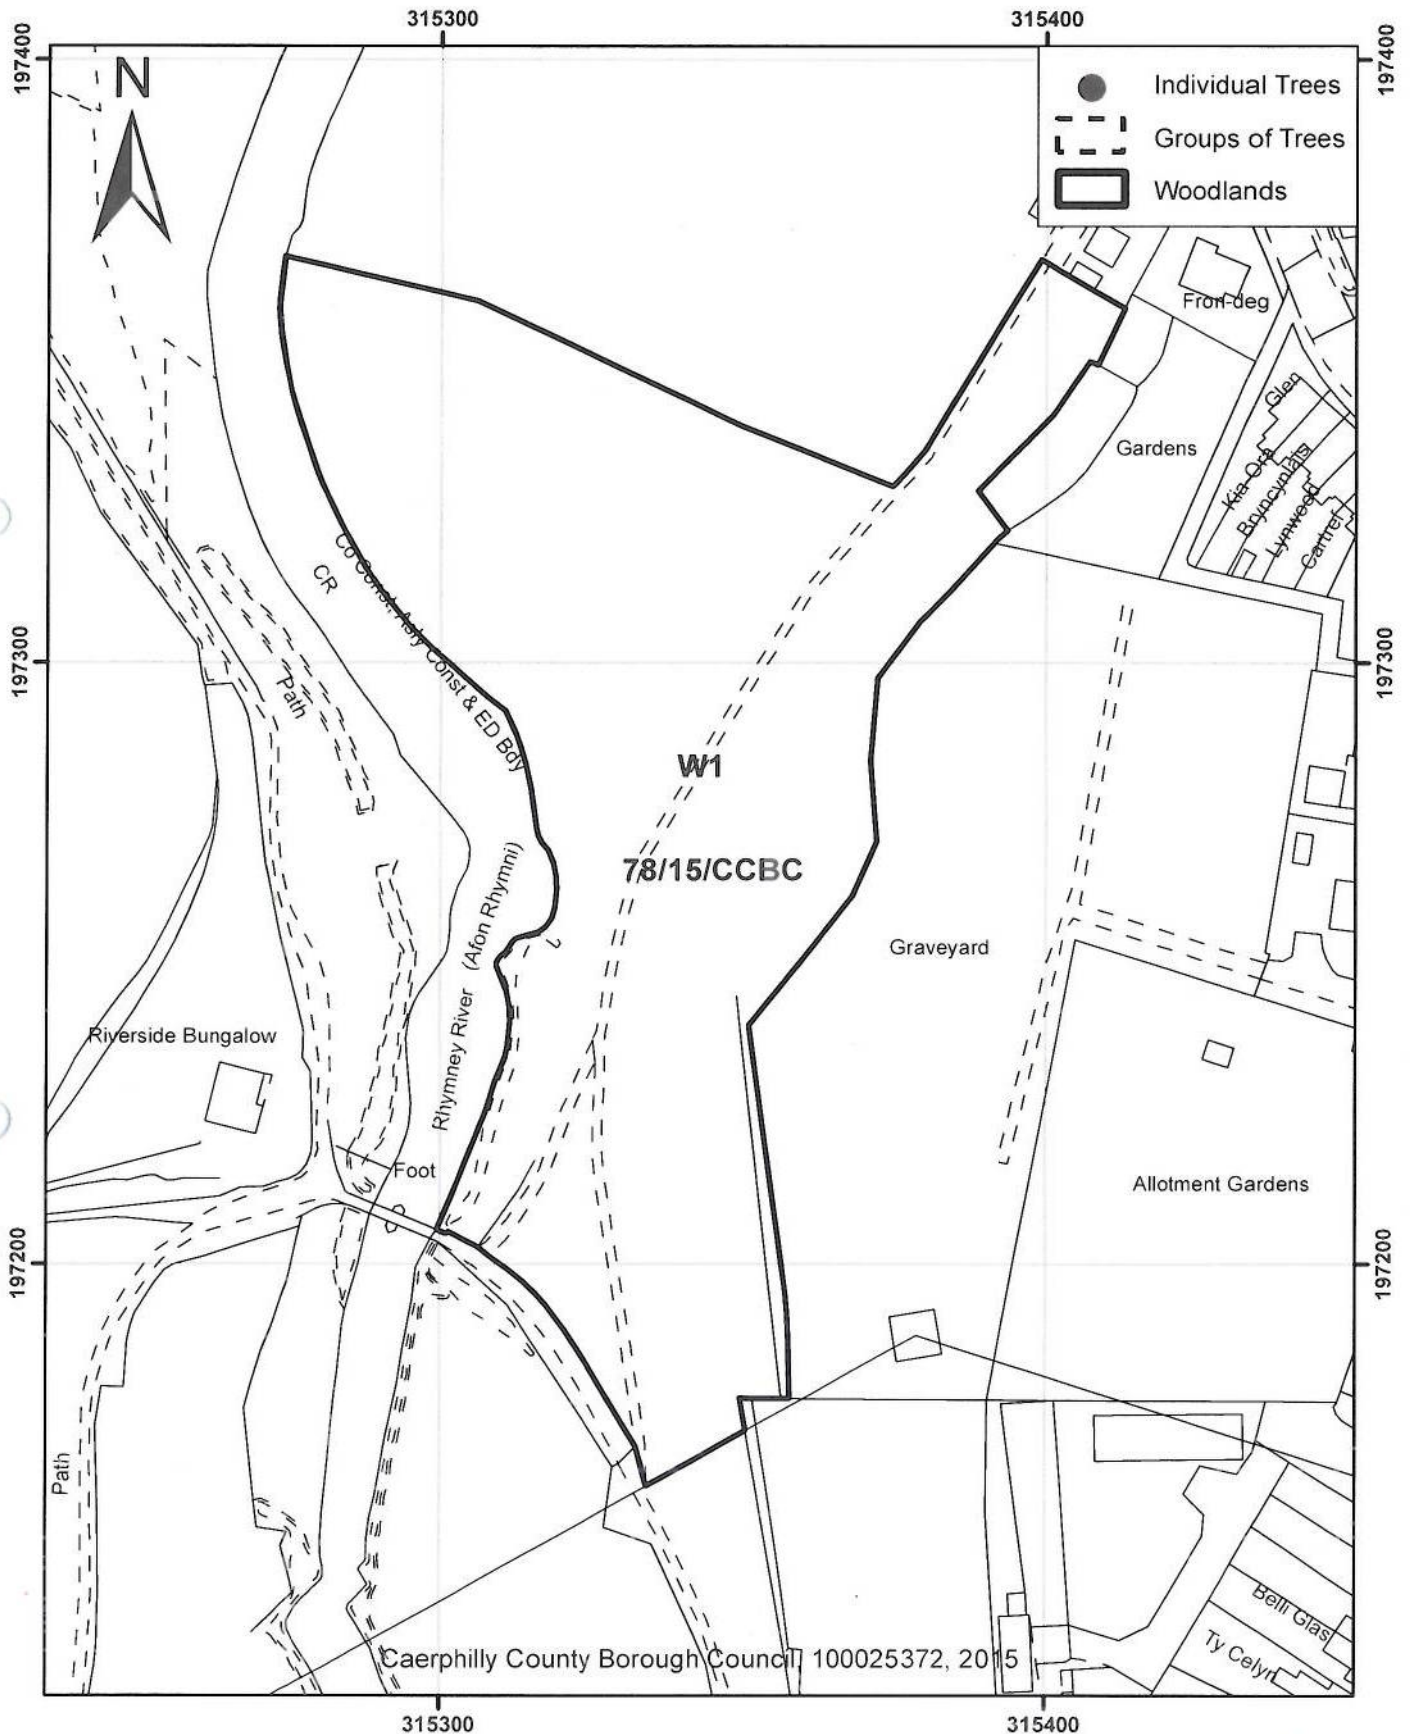 315300
315400
197400
197400
N
Individual Trees
Groups of Trees
Woodlands
Fron-deg
Glen
Gardens
Kia-Ora
Bryncynlais
Lynwood
Cartref
Co Const, Asly Const & ED Bdy
CR
197300
197300
Path
W1
78/15/CCBC
Rhymney River (Afon Rhymni)
Graveyard
Riverside Bungalow
Foot
Allotment Gardens
197200
197200
Path
Belli Glas
Ty Celyn
Caerphilly County Borough Council, 100025372, 2015
315300
315400